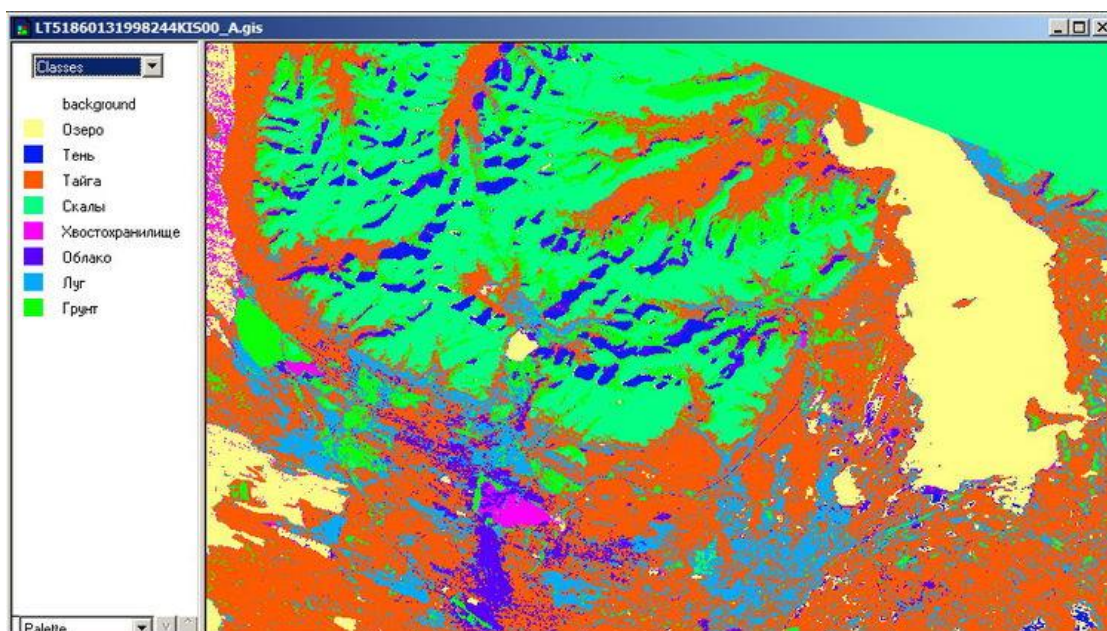 LT51860131998244KIS00_A.gis
Classes
background
Озеро
Тень
Тайга
Скалы
Хвостохранилище
Облако
Луг
Грунт
Palette